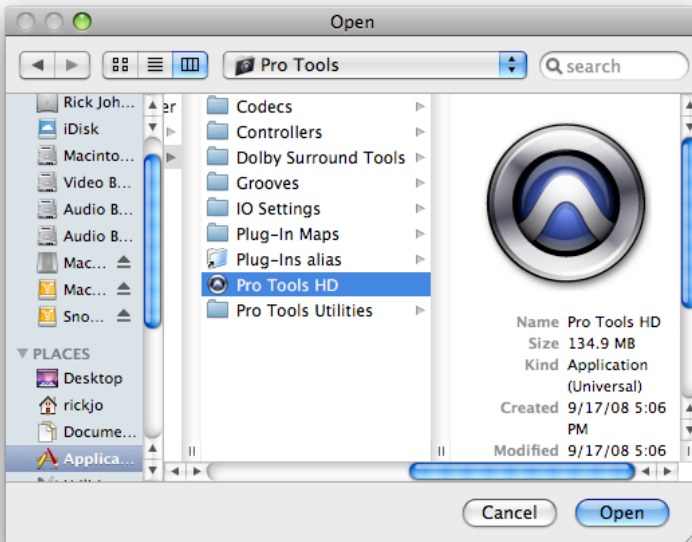 Open
Pro Tools
search
Rick Joh...
iDisk
Macinto...
Video B...
Audio B...
Audio B...
Mac...
Mac...
Sno...
PLACES
Desktop
rickjo
Docume...
Applica...
er
Codecs
Controllers
Dolby Surround Tools
Grooves
IO Settings
Plug-In Maps
Plug-Ins alias
Pro Tools HD
Pro Tools Utilities
Name Pro Tools HD
Size 134.9 MB
Kind Application
(Universal)
Created 9/17/08 5:06
PM
Modified 9/17/08 5:06
Cancel
Open